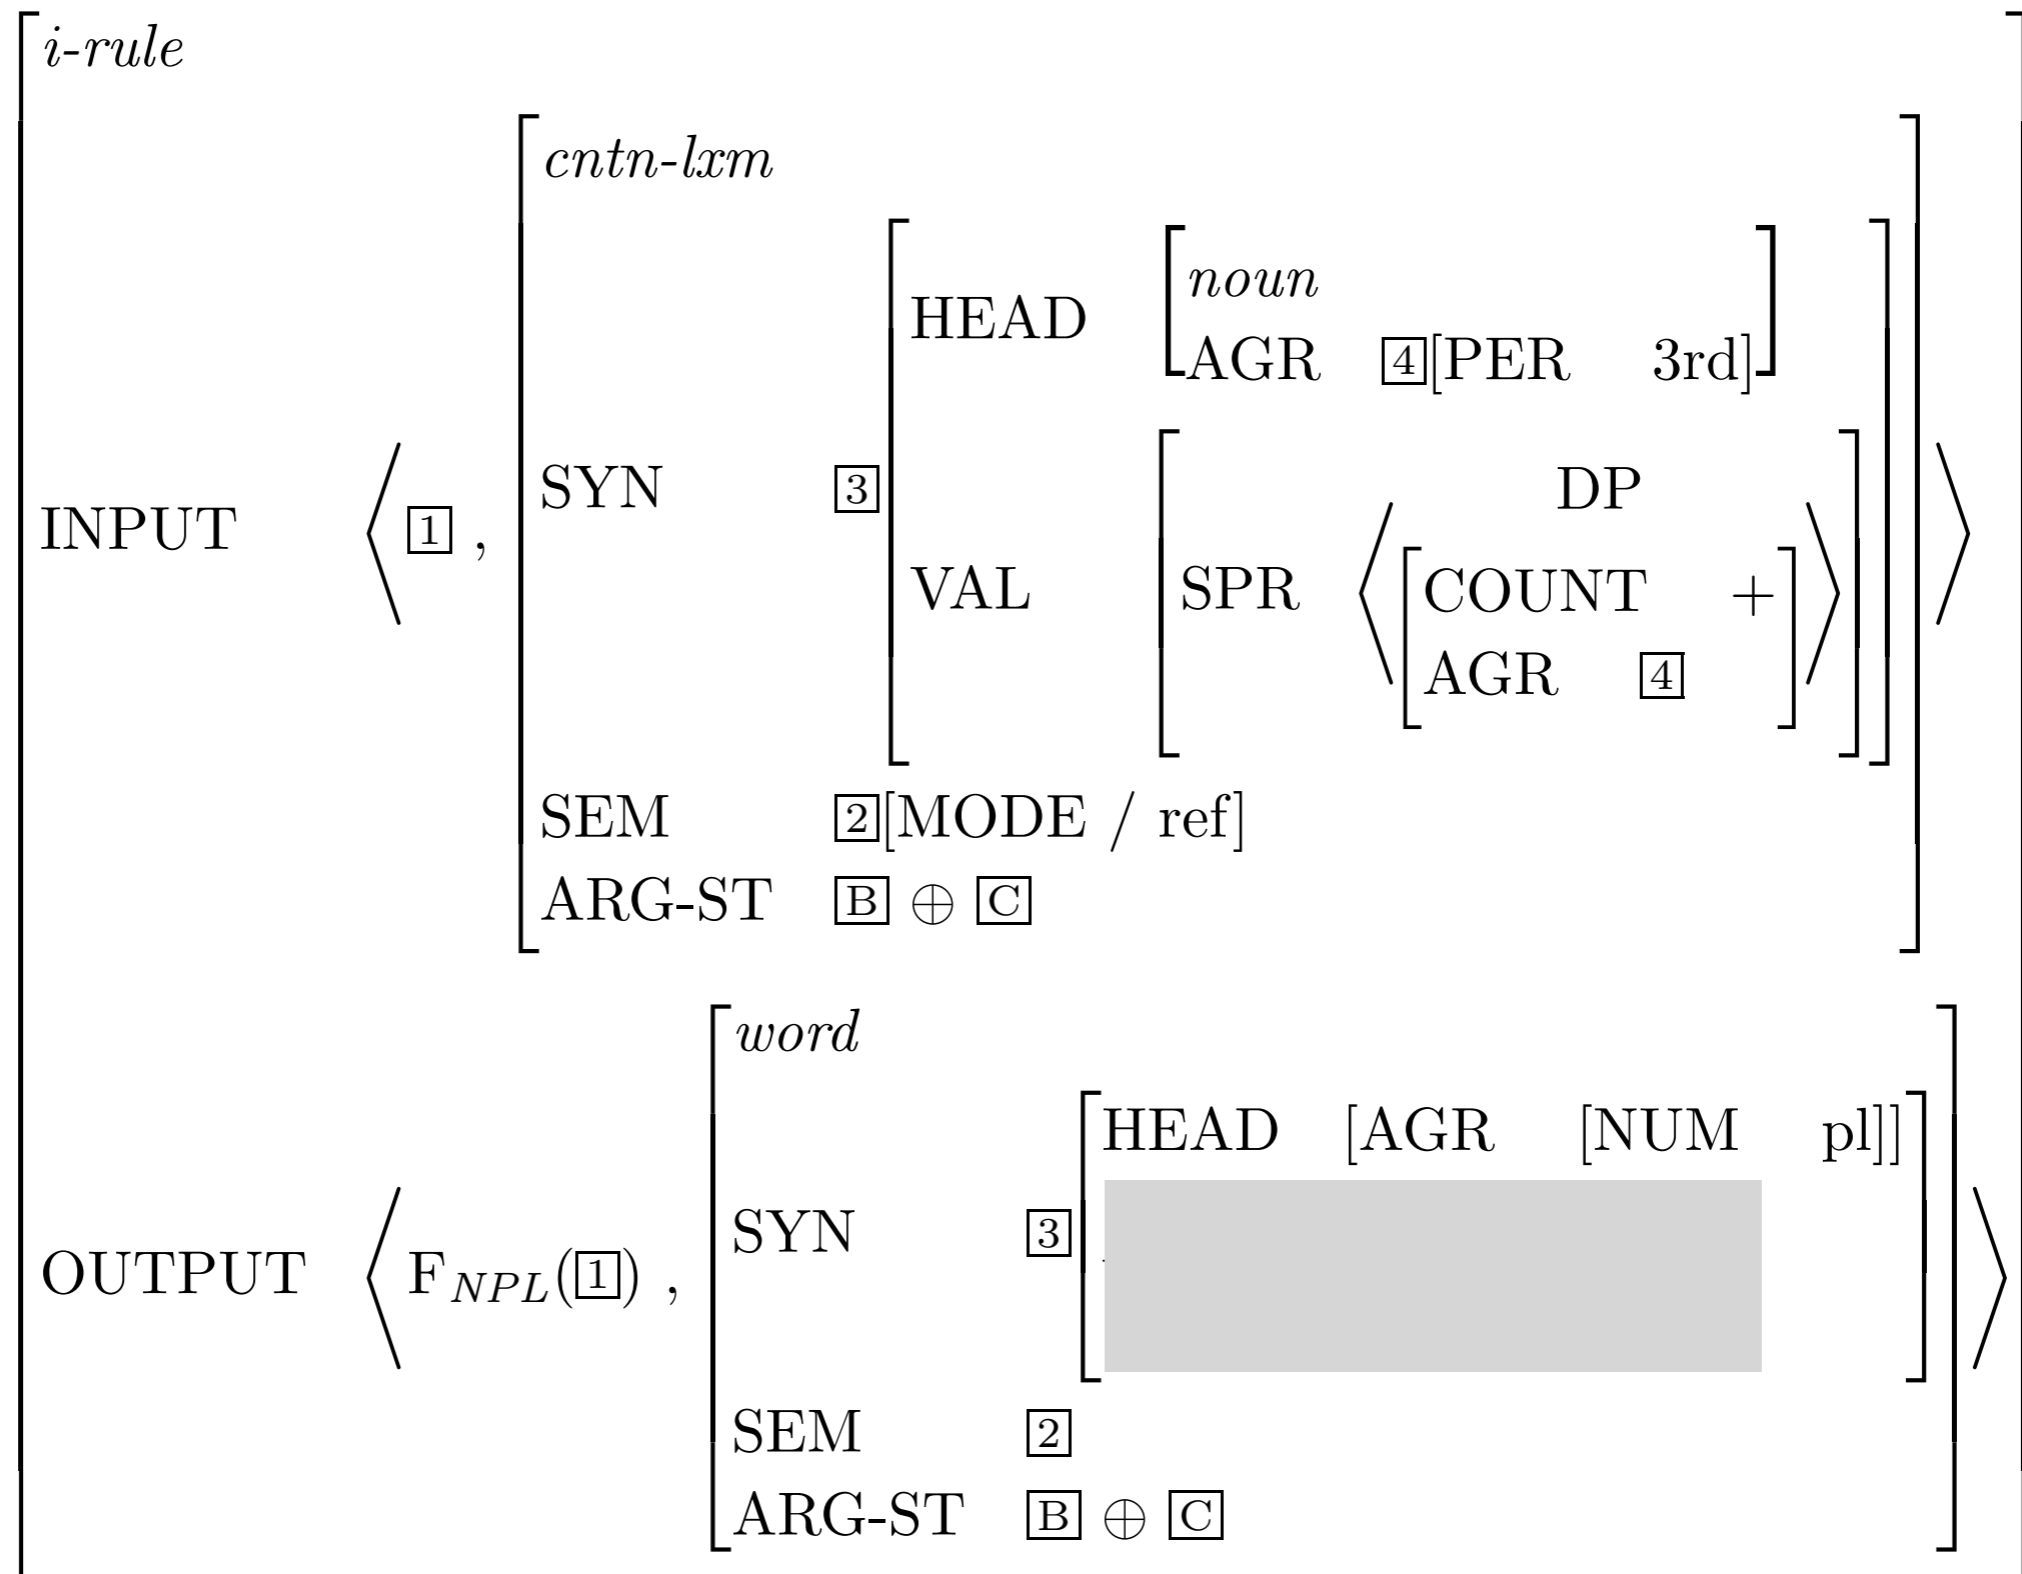 i-rule
cntn-lxm
noun
HEAD
AGR 4[PER 3rd]
SYN 3
DP
INPUT ⟨ 1 ,
VAL SPR ⟨ COUNT +
AGR 4
SEM 2[MODE / ref]
ARG-ST B ⊕ C
word
HEAD [AGR [NUM pl]]
SYN 3
OUTPUT ⟨ F_NPL(1) ,
SEM 2
ARG-ST B ⊕ C